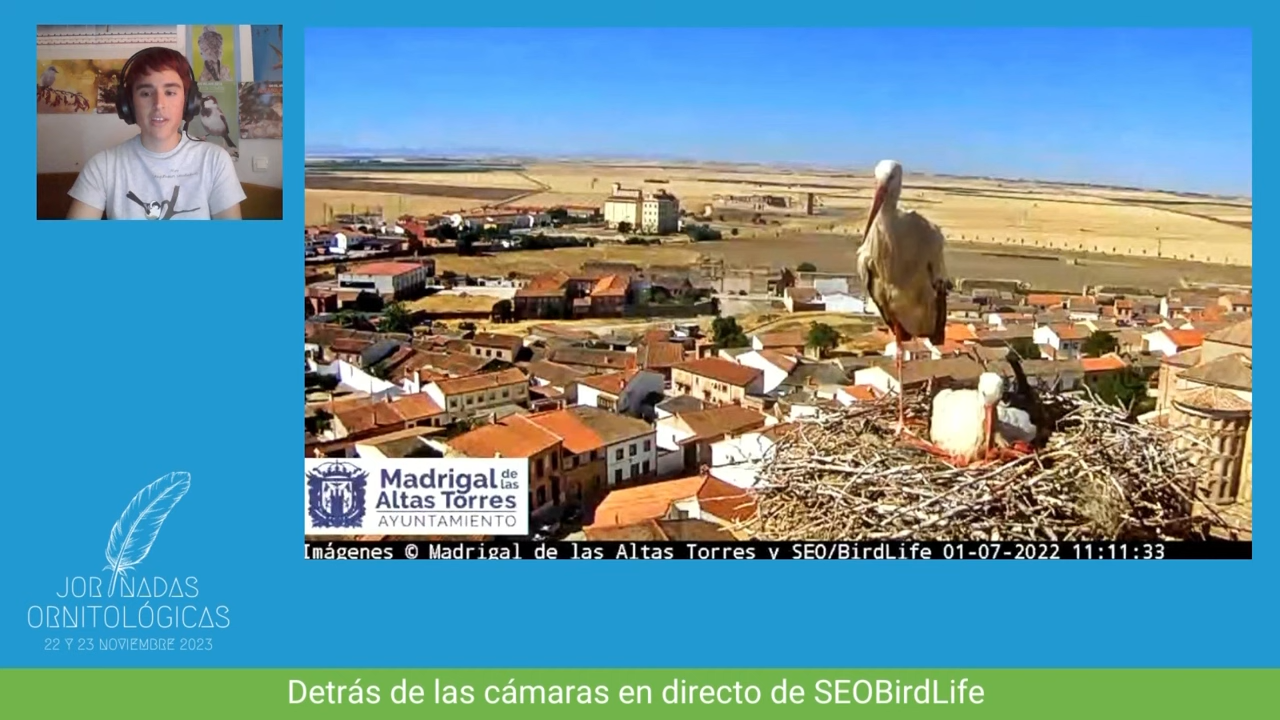 Madrigal de las
Altas Torres
AYUNTAMIENTO
Imágenes © Madrigal de las Altas Torres y SEO/BirdLife 01-07-2022 11:11:33
JORNADAS
ORNITOLÓGICAS
22 Y 23 NOVIEMBRE 2023
Detrás de las cámaras en directo de SEOBirdLife